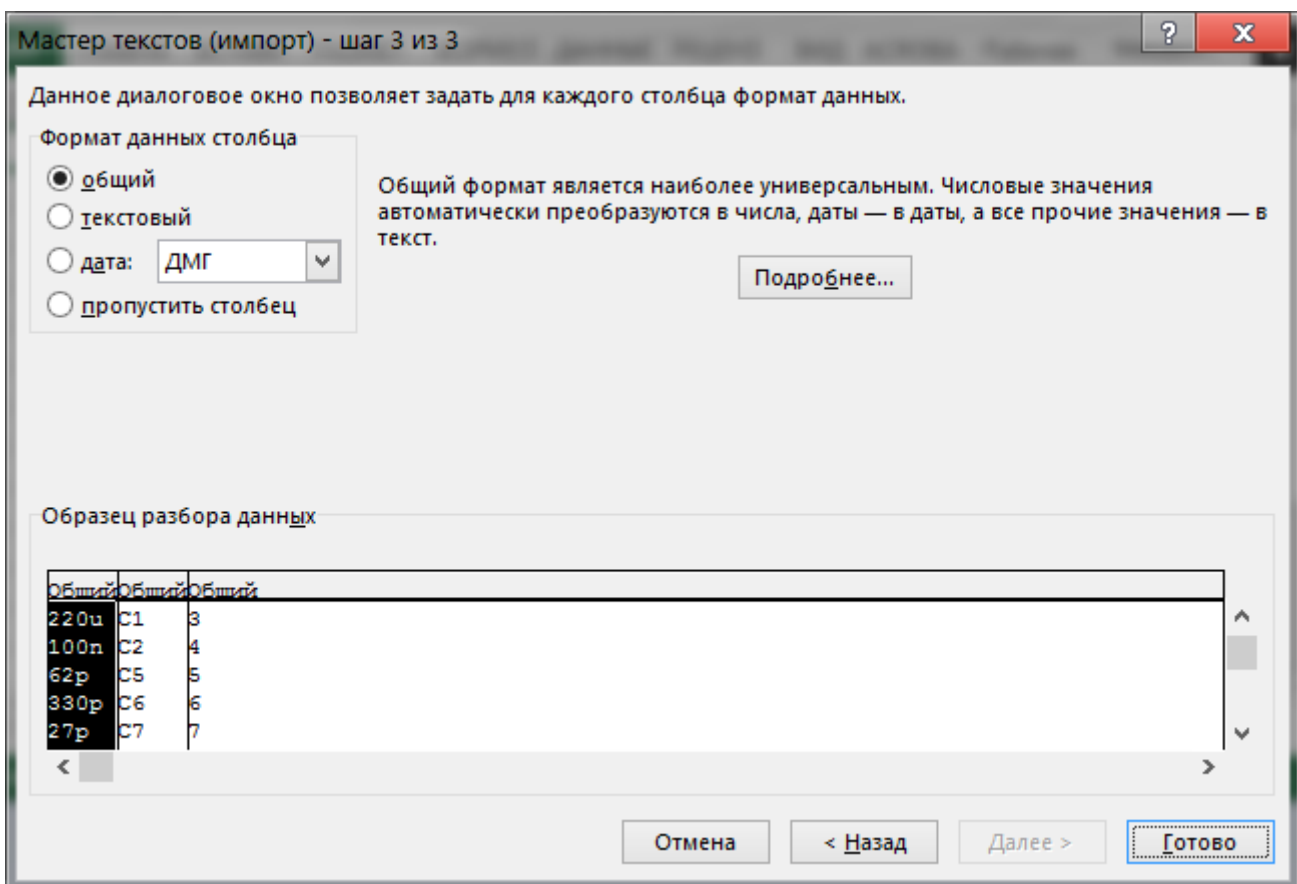 Мастер текстов (импорт) - шаг 3 из 3
?
Данное диалоговое окно позволяет задать для каждого столбца формат данных.
Формат данных столбца
общий
текстовый
дата: ДМГ
пропустить столбец
Общий формат является наиболее универсальным. Числовые значения
автоматически преобразуются в числа, даты — в даты, а все прочие значения — в
текст.
Подробнее...
Образец разбора данных
Общий Общий Общий
220u C1 3
100n C2 4
62p C5 5
330p C6 6
27p C7 7
Отмена < Назад Далее > Готово